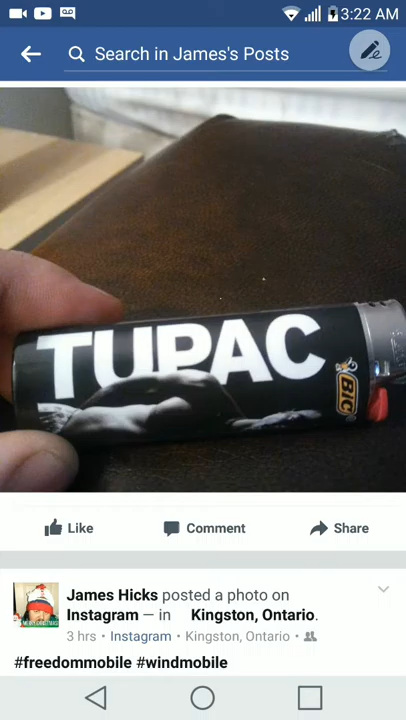 3:22 AM
Search in James's Posts
TUPAC
BIC
Like Comment Share
James Hicks posted a photo on
Instagram — in Kingston, Ontario.
3 hrs • Instagram • Kingston, Ontario •
#freedommobile #windmobile